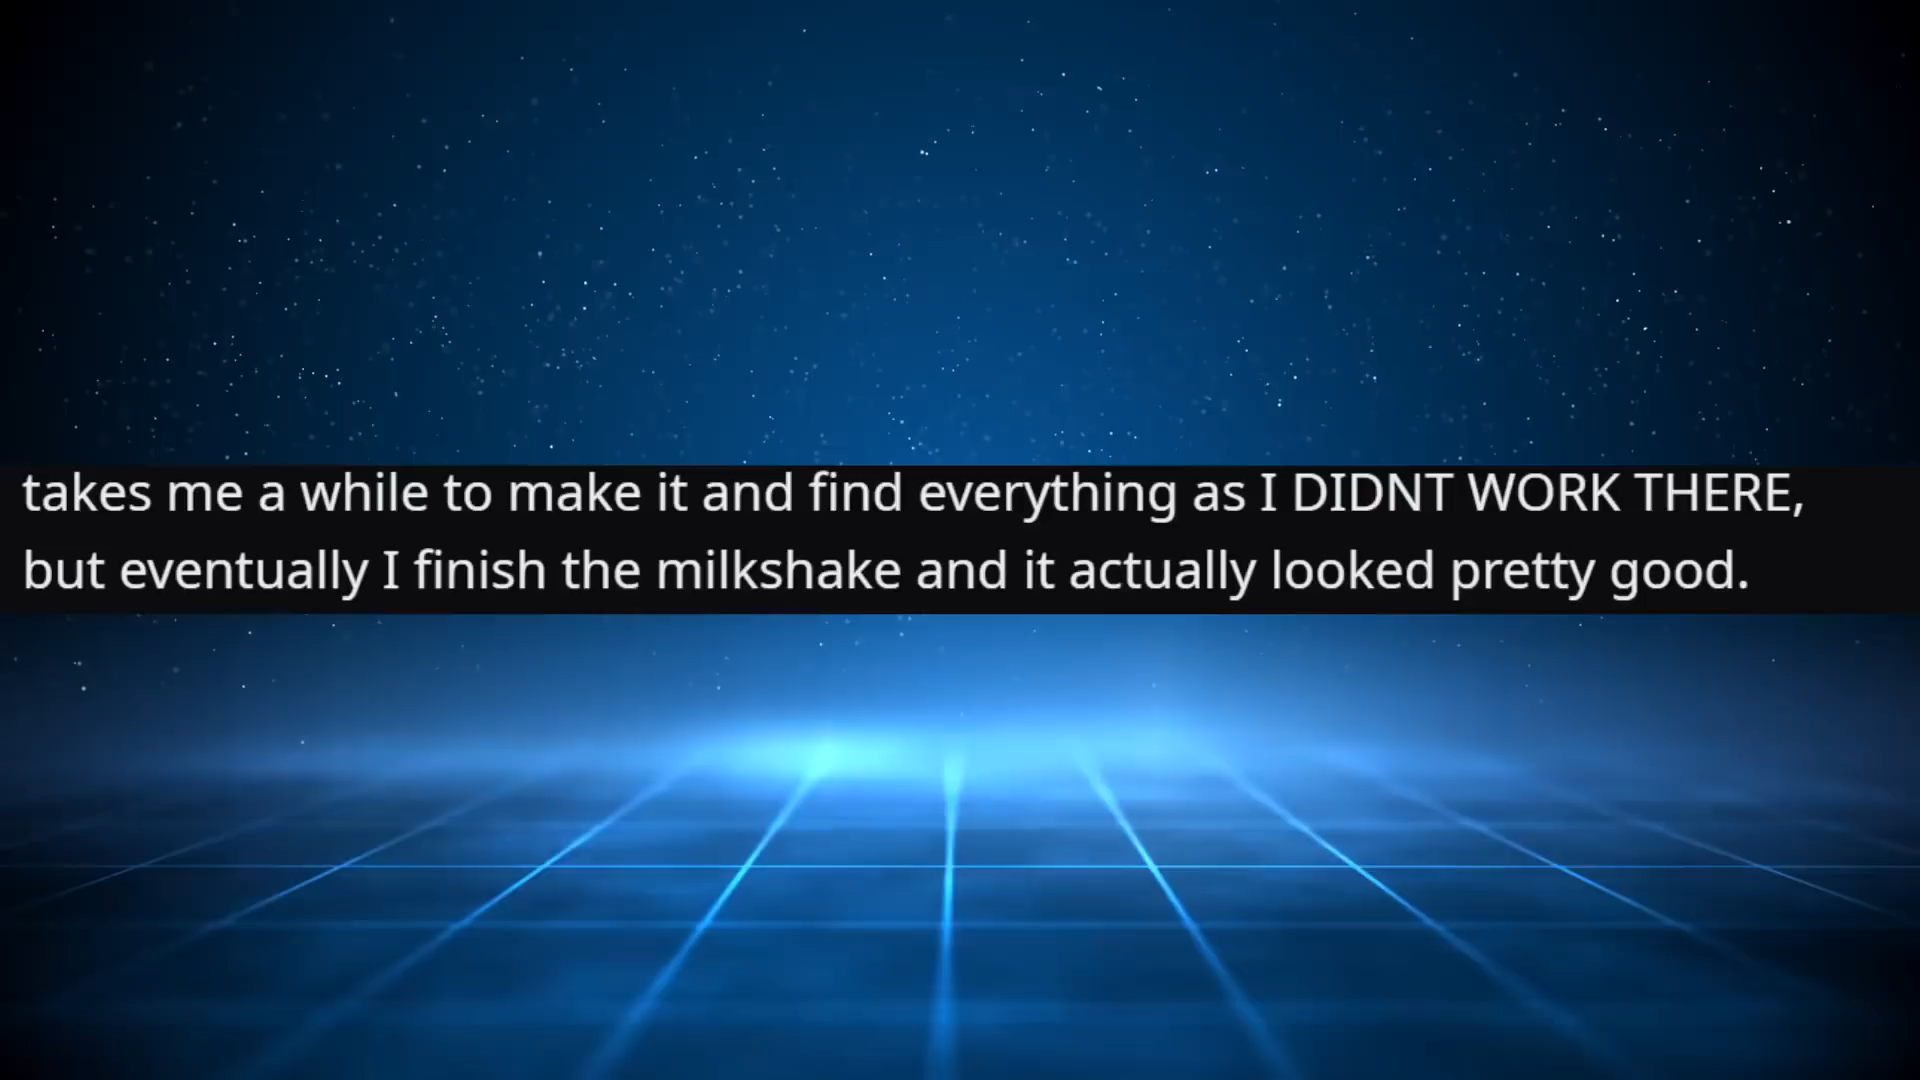 takes me a while to make it and find everything as I DIDNT WORK THERE,
but eventually I finish the milkshake and it actually looked pretty good.